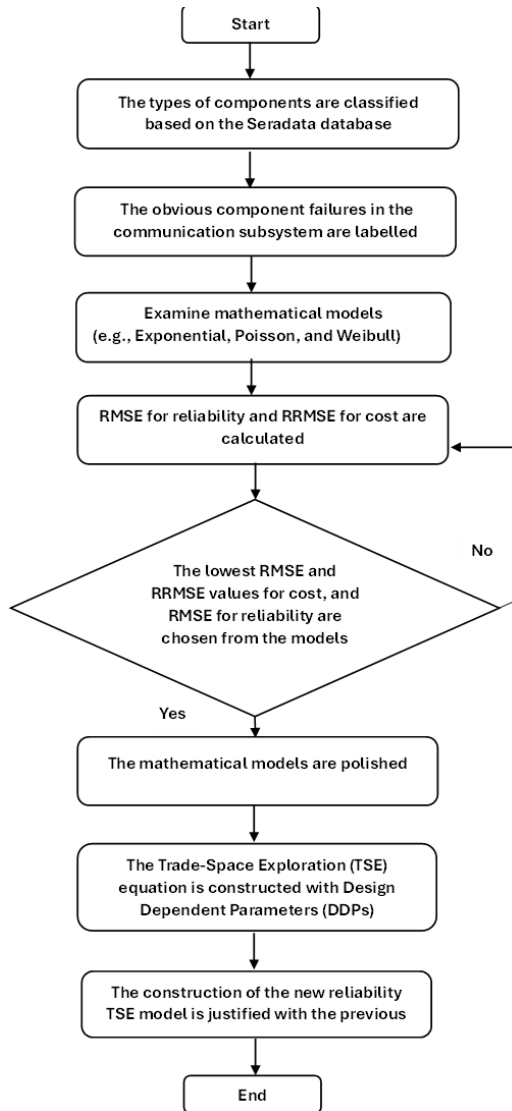 Start
The types of components are classified
based on the Seradata database
The obvious component failures in the
communication subsystem are labelled
Examine mathematical models
(e.g., Exponential, Poisson, and Weibull)
RMSE for reliability and RRMSE for cost are
calculated
The lowest RMSE and
RRMSE values for cost, and
RMSE for reliability are
chosen from the models
No
Yes
The mathematical models are polished
The Trade-Space Exploration (TSE)
equation is constructed with Design
Dependent Parameters (DDPs)
The construction of the new reliability
TSE model is justified with the previous
End